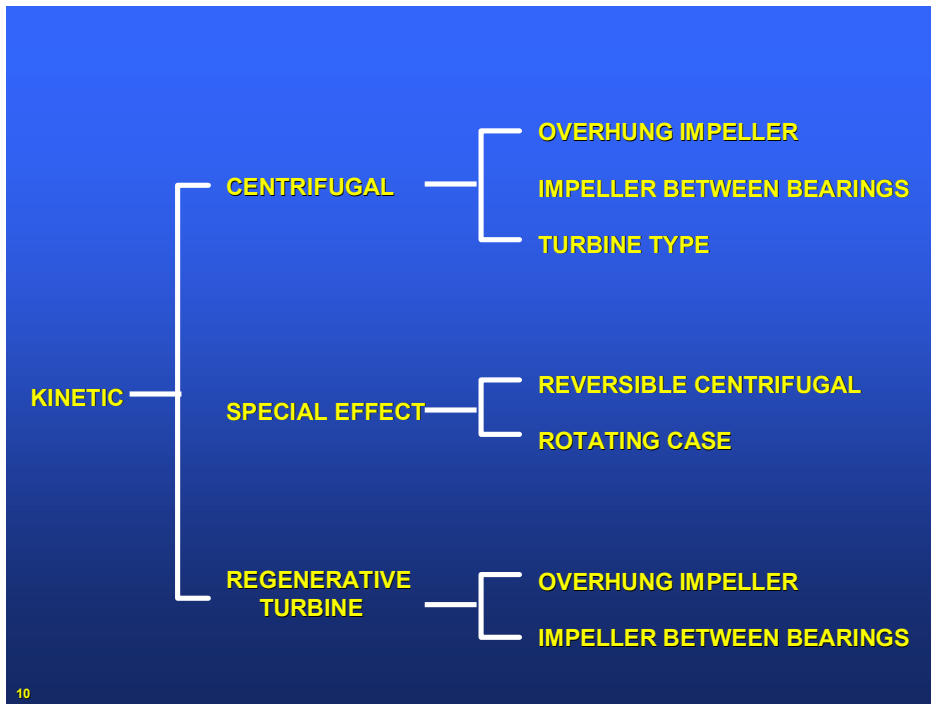 KINETIC
CENTRIFUGAL
OVERHUNG IMPELLER
IMPELLER BETWEEN BEARINGS
TURBINE TYPE
SPECIAL EFFECT
REVERSIBLE CENTRIFUGAL
ROTATING CASE
REGENERATIVE
TURBINE
OVERHUNG IMPELLER
IMPELLER BETWEEN BEARINGS
10